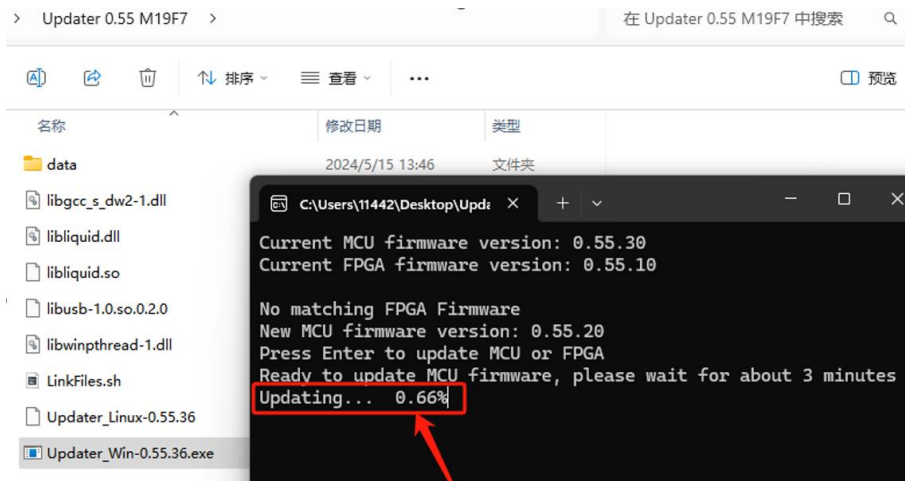 Updater 0.55 M19F7
在 Updater 0.55 M19F7 中搜索
排序
查看
预览
名称
修改日期
类型
data
2024/5/15 13:46
文件夹
libgcc_s_dw2-1.dll
libliquid.dll
libliquid.so
libusb-1.0.so.0.2.0
libwinpthread-1.dll
LinkFiles.sh
Updater_Linux-0.55.36
Updater_Win-0.55.36.exe
C:\Users\11442\Desktop\Upda
Current MCU firmware version: 0.55.30
Current FPGA firmware version: 0.55.10
No matching FPGA Firmware
New MCU firmware version: 0.55.20
Press Enter to update MCU or FPGA
Ready to update MCU firmware, please wait for about 3 minutes
Updating... 0.66%